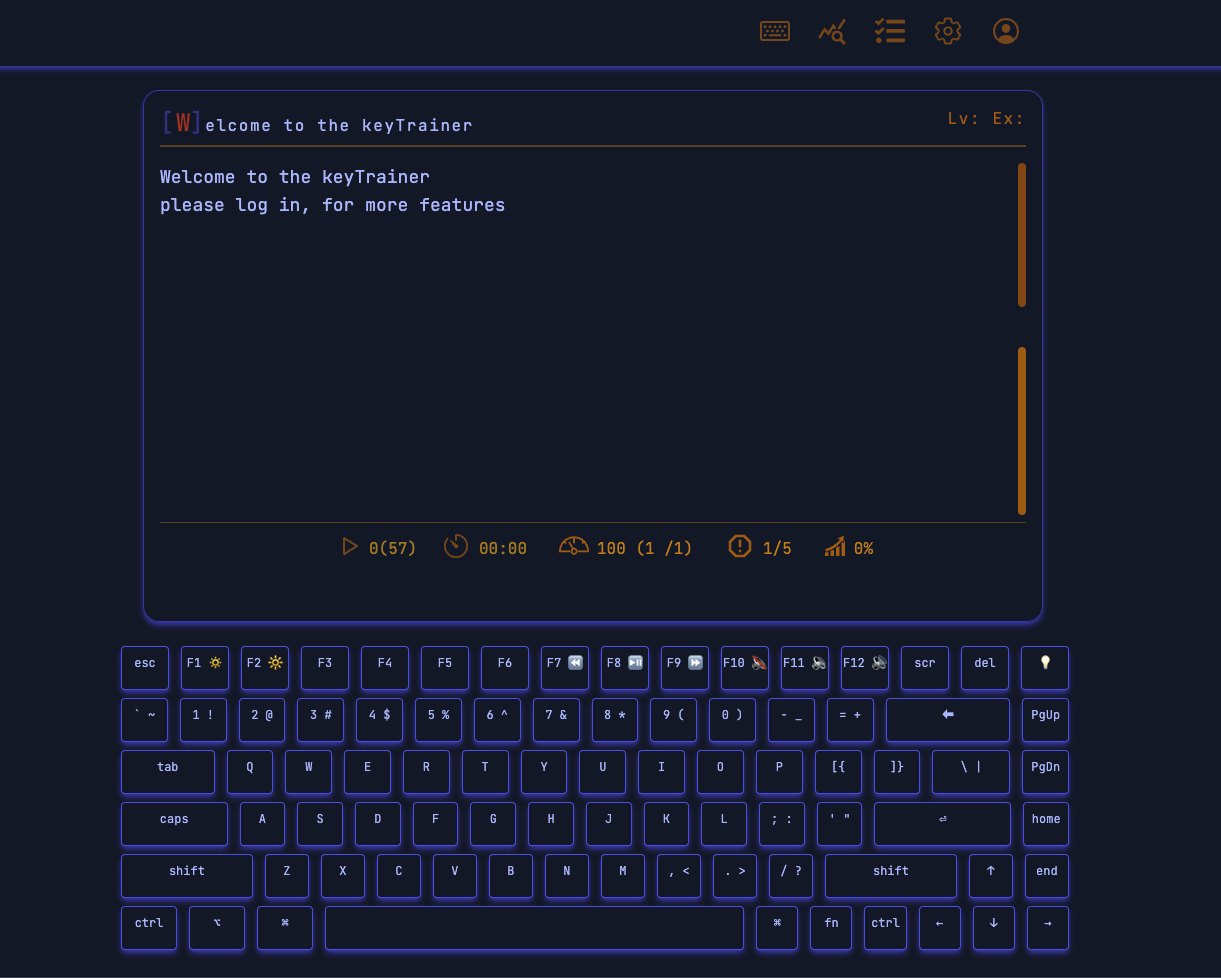 [W]elcome to the keyTrainer
Lv: Ex:
Welcome to the keyTrainer
please log in, for more features
0(57) 00:00 100 (1 /1) 1/5 0%
esc F1 🔅 F2 🔆 F3 F4 F5 F6 F7 ⏪ F8 ⏯ F9 ⏩ F10 🔇 F11 🔉 F12 🔊 scr del 💡
` ~ 1 ! 2 @ 3 # 4 $ 5 % 6 ^ 7 & 8 * 9 ( 0 ) - _ = + ⬅ PgUp
tab Q W E R T Y U I O P [{ ]} \ | PgDn
caps A S D F G H J K L ; : ' " ⏎ home
shift Z X C V B N M , < . > / ? shift ↑ end
ctrl ⌥ ⌘ ⌘ fn ctrl ← ↓ →